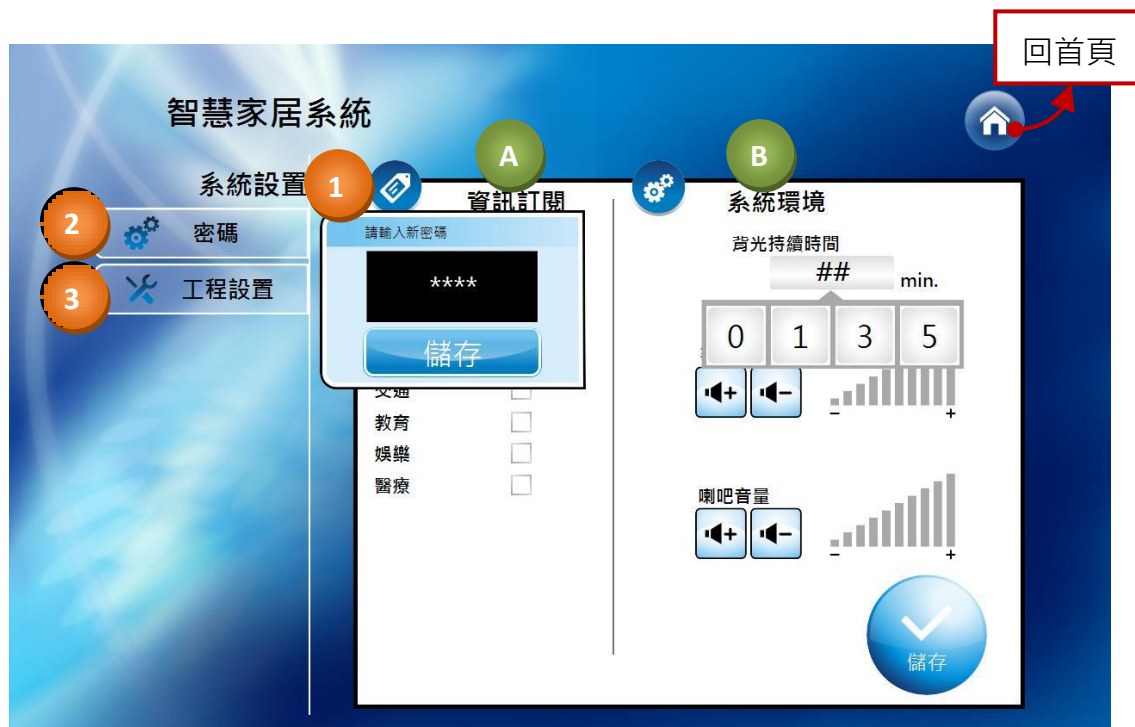 回首頁
智慧家居系統
A
B
系統設置
1
資訊訂閱
系統環境
2
密碼
請輸入新密碼
背光持續時間
3
工程設置
****
##
min.
0
1
3
5
儲存
交通
- +
教育
娛樂
醫療
喇吧音量
- +
儲存